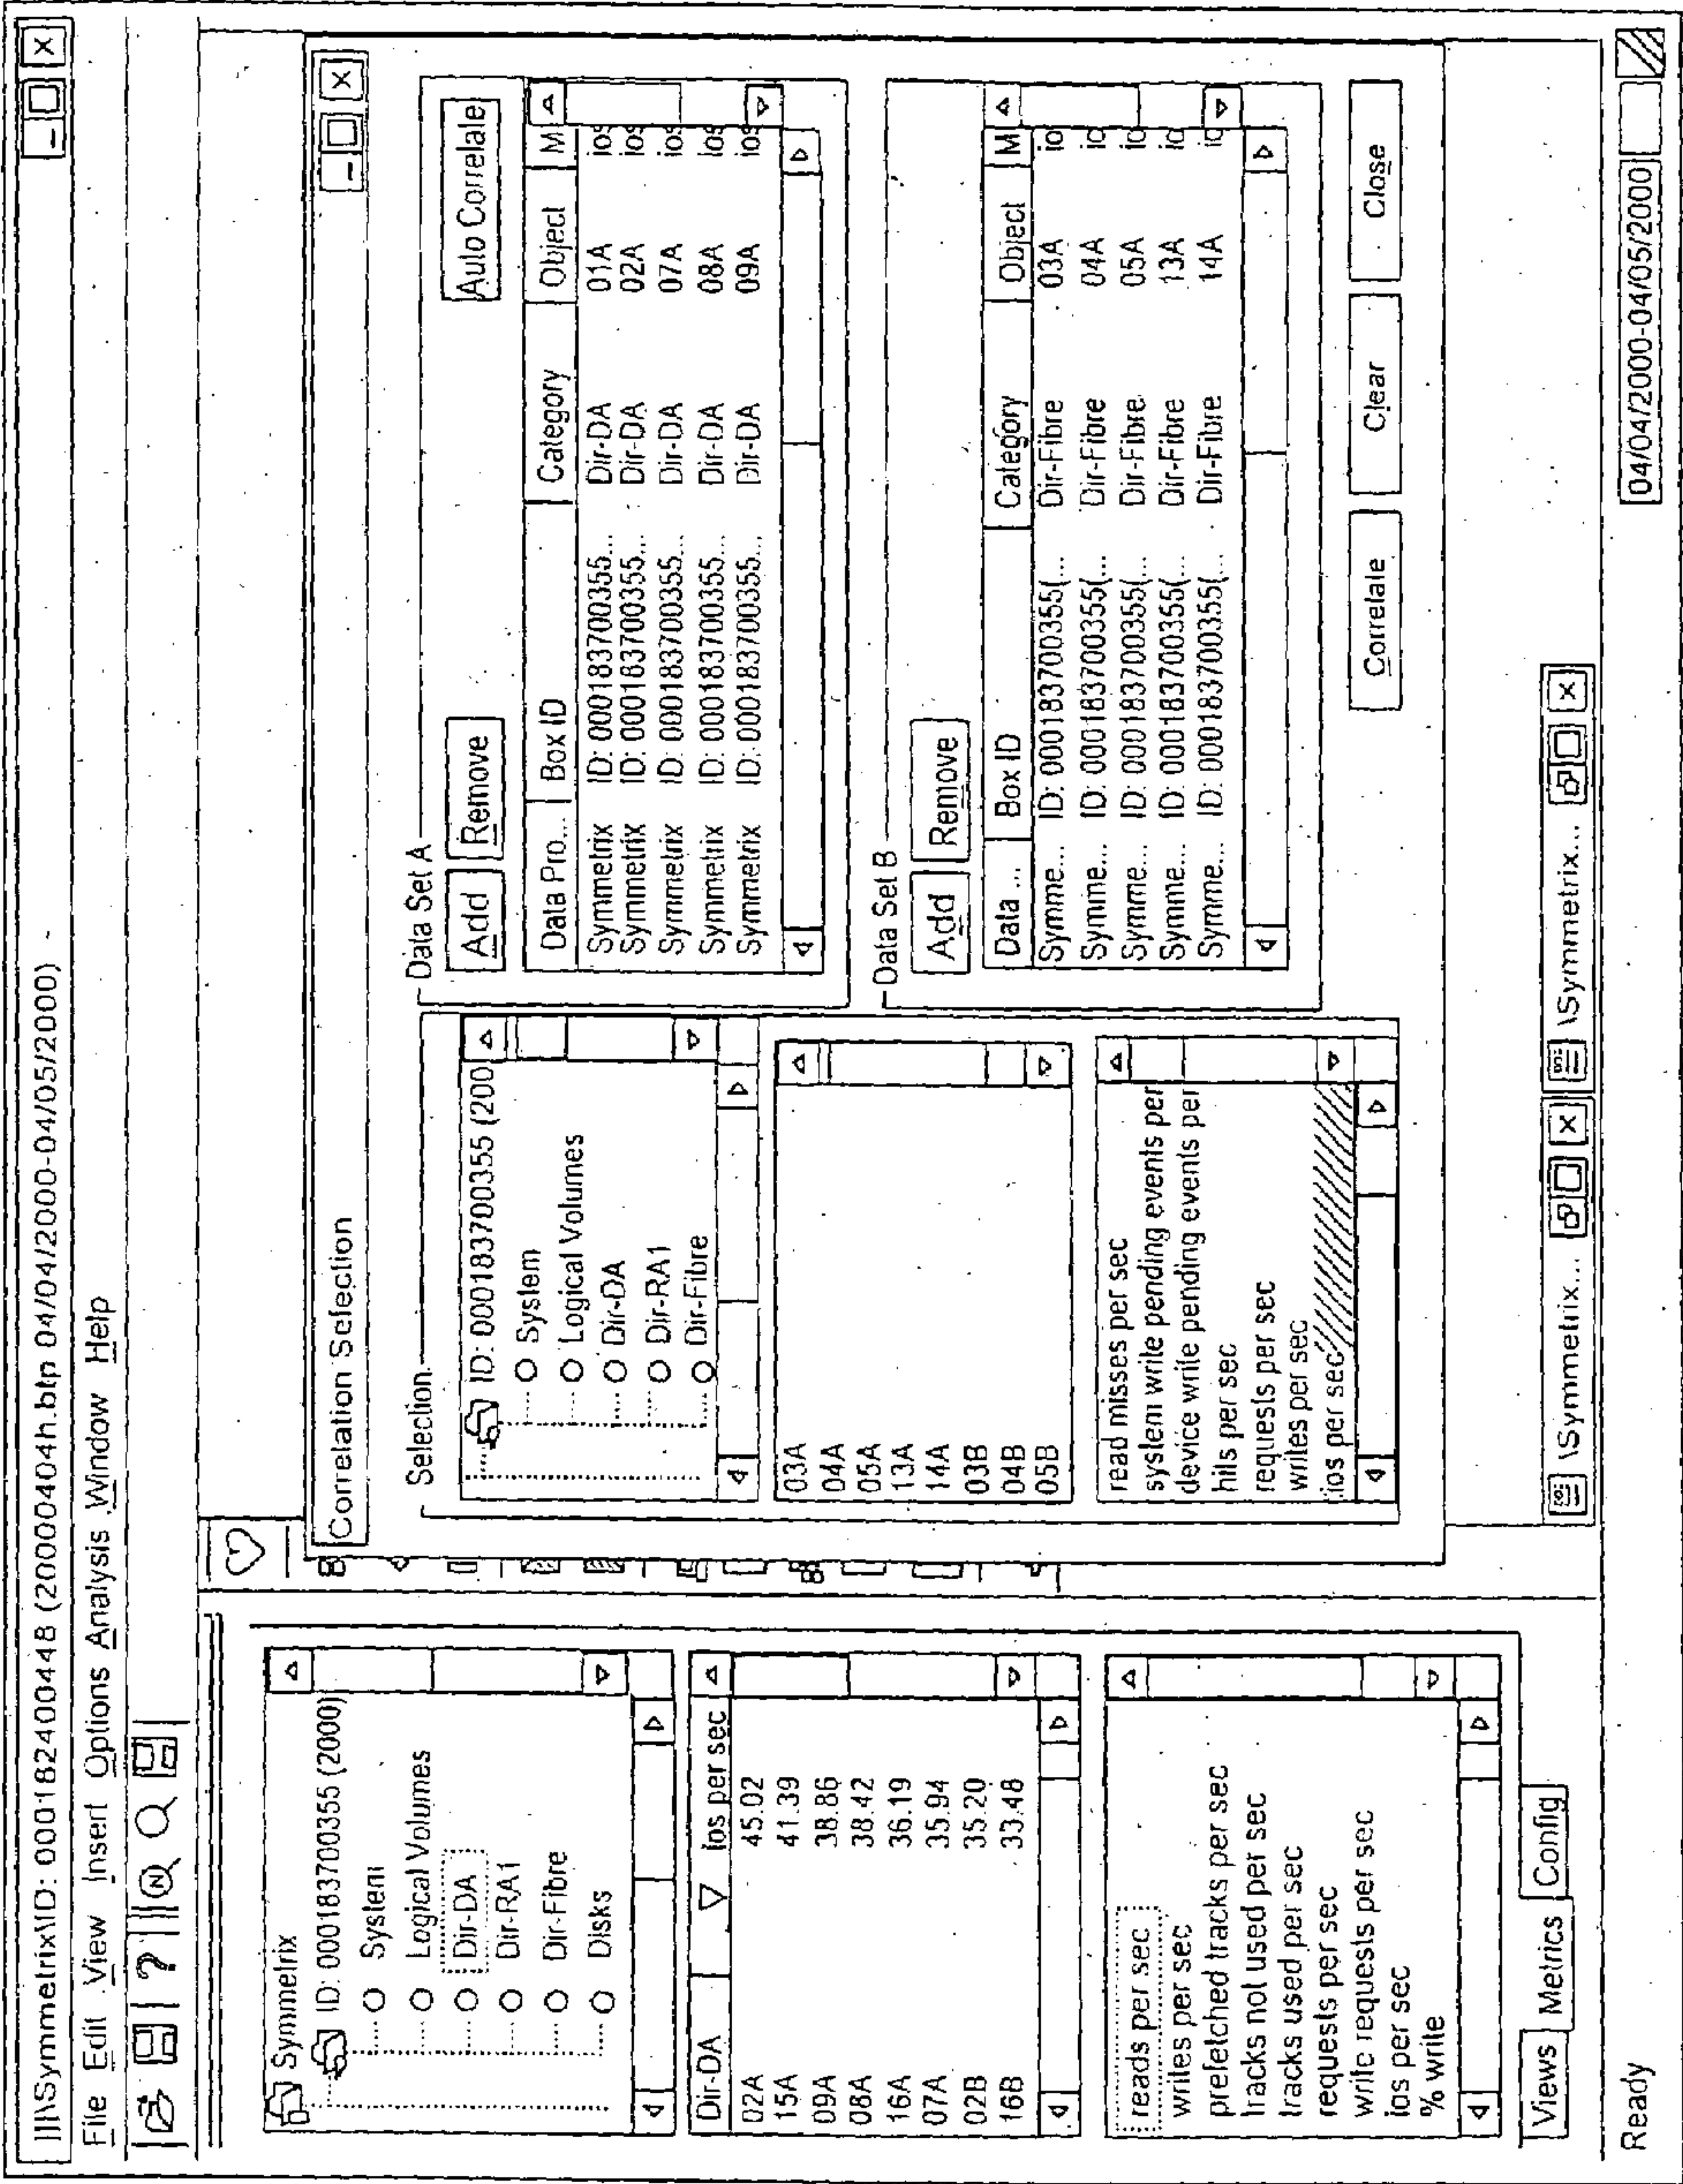 \\Symmetrix\ID: 000182400448 (20000404h.btp 04/04/2000-04/05/2000)
File Edit View Insert Options Analysis Window Help
Symmetrix
ID: 000183700355 (2000)
System
Logical Volumes
Dir-DA
Dir-RA1
Dir-Fibre
Disks
Dir-DA ios per sec
02A 45.02
15A 41.39
09A 38.86
08A 38.42
16A 36.19
07A 35.94
02B 35.20
16B 33.48
reads per sec
writes per sec
prefetched tracks per sec
tracks not used per sec
tracks used per sec
requests per sec
write requests per sec
ios per sec
% write
Views Metrics Config
Correlation Selection
Selection
ID: 000183700355 (200
System
Logical Volumes
Dir-DA
Dir-RA1
Dir-Fibre
03A
04A
05A
13A
14A
03B
04B
05B
read misses per sec
system write pending events per
device write pending events per
hits per sec
requests per sec
writes per sec
ios per sec
Data Set A
Add Remove Auto Correlate
Data Pro... Box ID Category Object M
Symmetrix ID: 000183700355... Dir-DA 01A ios
Symmetrix ID: 000183700355... Dir-DA 02A ios
Symmetrix ID: 000183700355... Dir-DA 07A ios
Symmetrix ID: 000183700355... Dir-DA 08A ios
Symmetrix ID: 000183700355... Dir-DA 09A ios
Data Set B
Add Remove
Data ... Box ID Category Object M
Symme... ID: 000183700355(... Dir-Fibre 03A io
Symme... ID: 000183700355(... Dir-Fibre 04A io
Symme... ID: 000183700355(... Dir-Fibre 05A io
Symme... ID: 000183700355(... Dir-Fibre 13A io
Symme... ID: 000183700355(... Dir-Fibre 14A io
Correlate Clear Close
\Symmetrix... \Symmetrix...
Ready 04/04/2000-04/05/2000